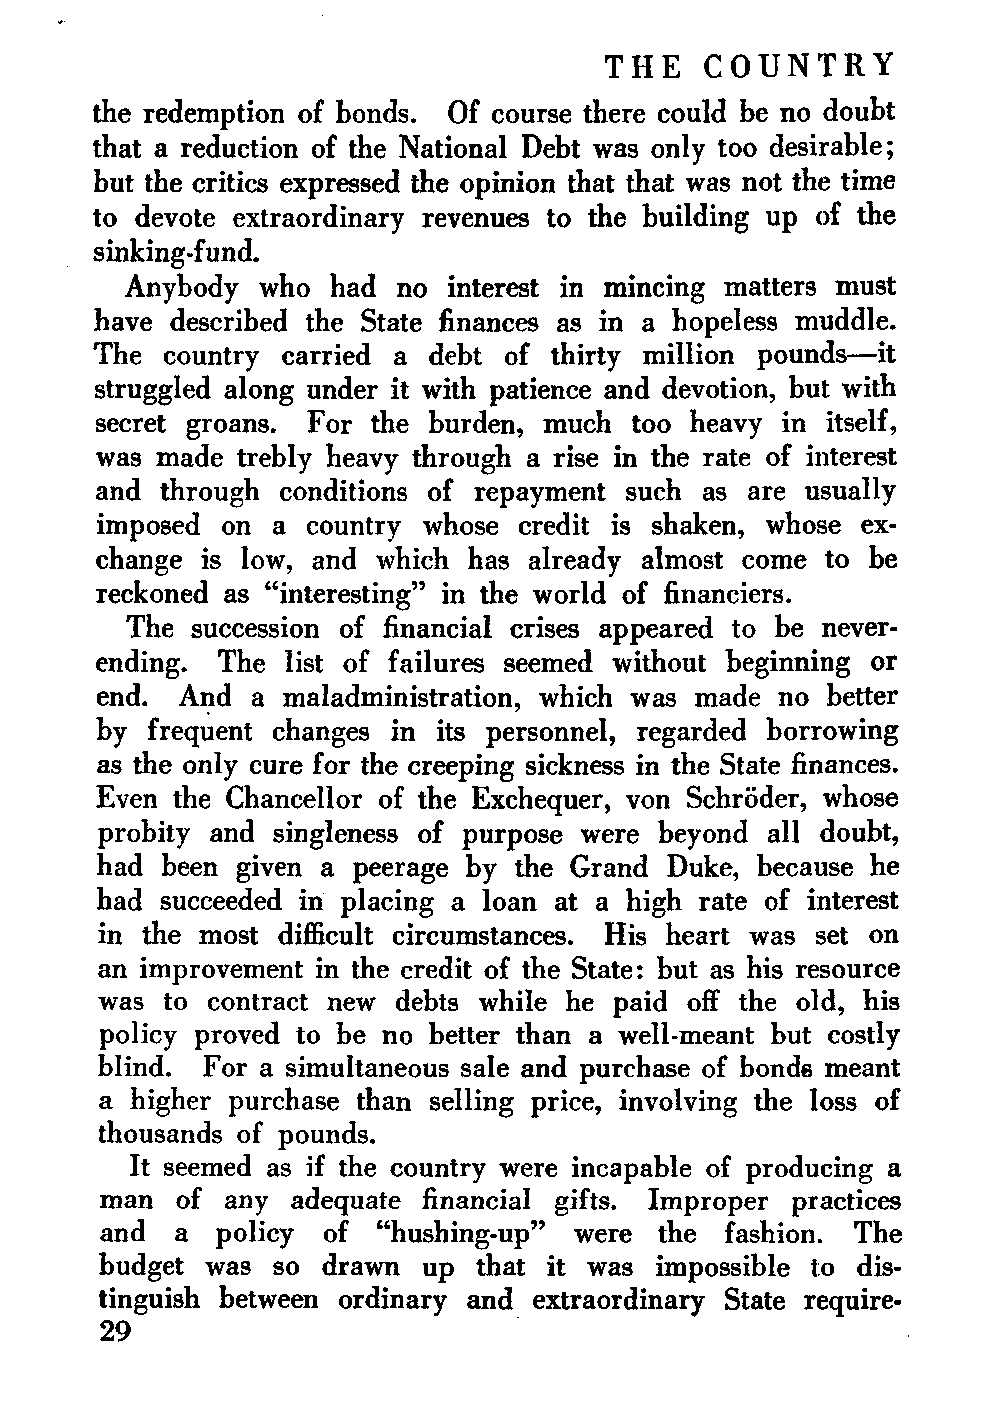 THE COUNTRY
the redemption of bonds. Of course there could be no doubt
that a reduction of the National Debt was only too desirable;
but the critics expressed the opinion that that was not the time
to devote extraordinary revenues to the building up of the
sinking-fund.
Anybody who had no interest in mincing matters must
have described the State finances as in a hopeless muddle.
The country carried a debt of thirty million pounds—it
struggled along under it with patience and devotion, but with
secret groans. For the burden, much too heavy in itself,
was made trebly heavy through a rise in the rate of interest
and through conditions of repayment such as are usually
imposed on a country whose credit is shaken, whose ex-
change is low, and which has already almost come to be
reckoned as “interesting” in the world of financiers.
The succession of financial crises appeared to be never-
ending. The list of failures seemed without beginning or
end. And a maladministration, which was made no better
by frequent changes in its personnel, regarded borrowing
as the only cure for the creeping sickness in the State finances.
Even the Chancellor of the Exchequer, von Schröder, whose
probity and singleness of purpose were beyond all doubt,
had been given a peerage by the Grand Duke, because he
had succeeded in placing a loan at a high rate of interest
in the most difficult circumstances. His heart was set on
an improvement in the credit of the State: but as his resource
was to contract new debts while he paid off the old, his
policy proved to be no better than a well-meant but costly
blind. For a simultaneous sale and purchase of bonds meant
a higher purchase than selling price, involving the loss of
thousands of pounds.
It seemed as if the country were incapable of producing a
man of any adequate financial gifts. Improper practices
and a policy of “hushing-up” were the fashion. The
budget was so drawn up that it was impossible to dis-
tinguish between ordinary and extraordinary State require-
29